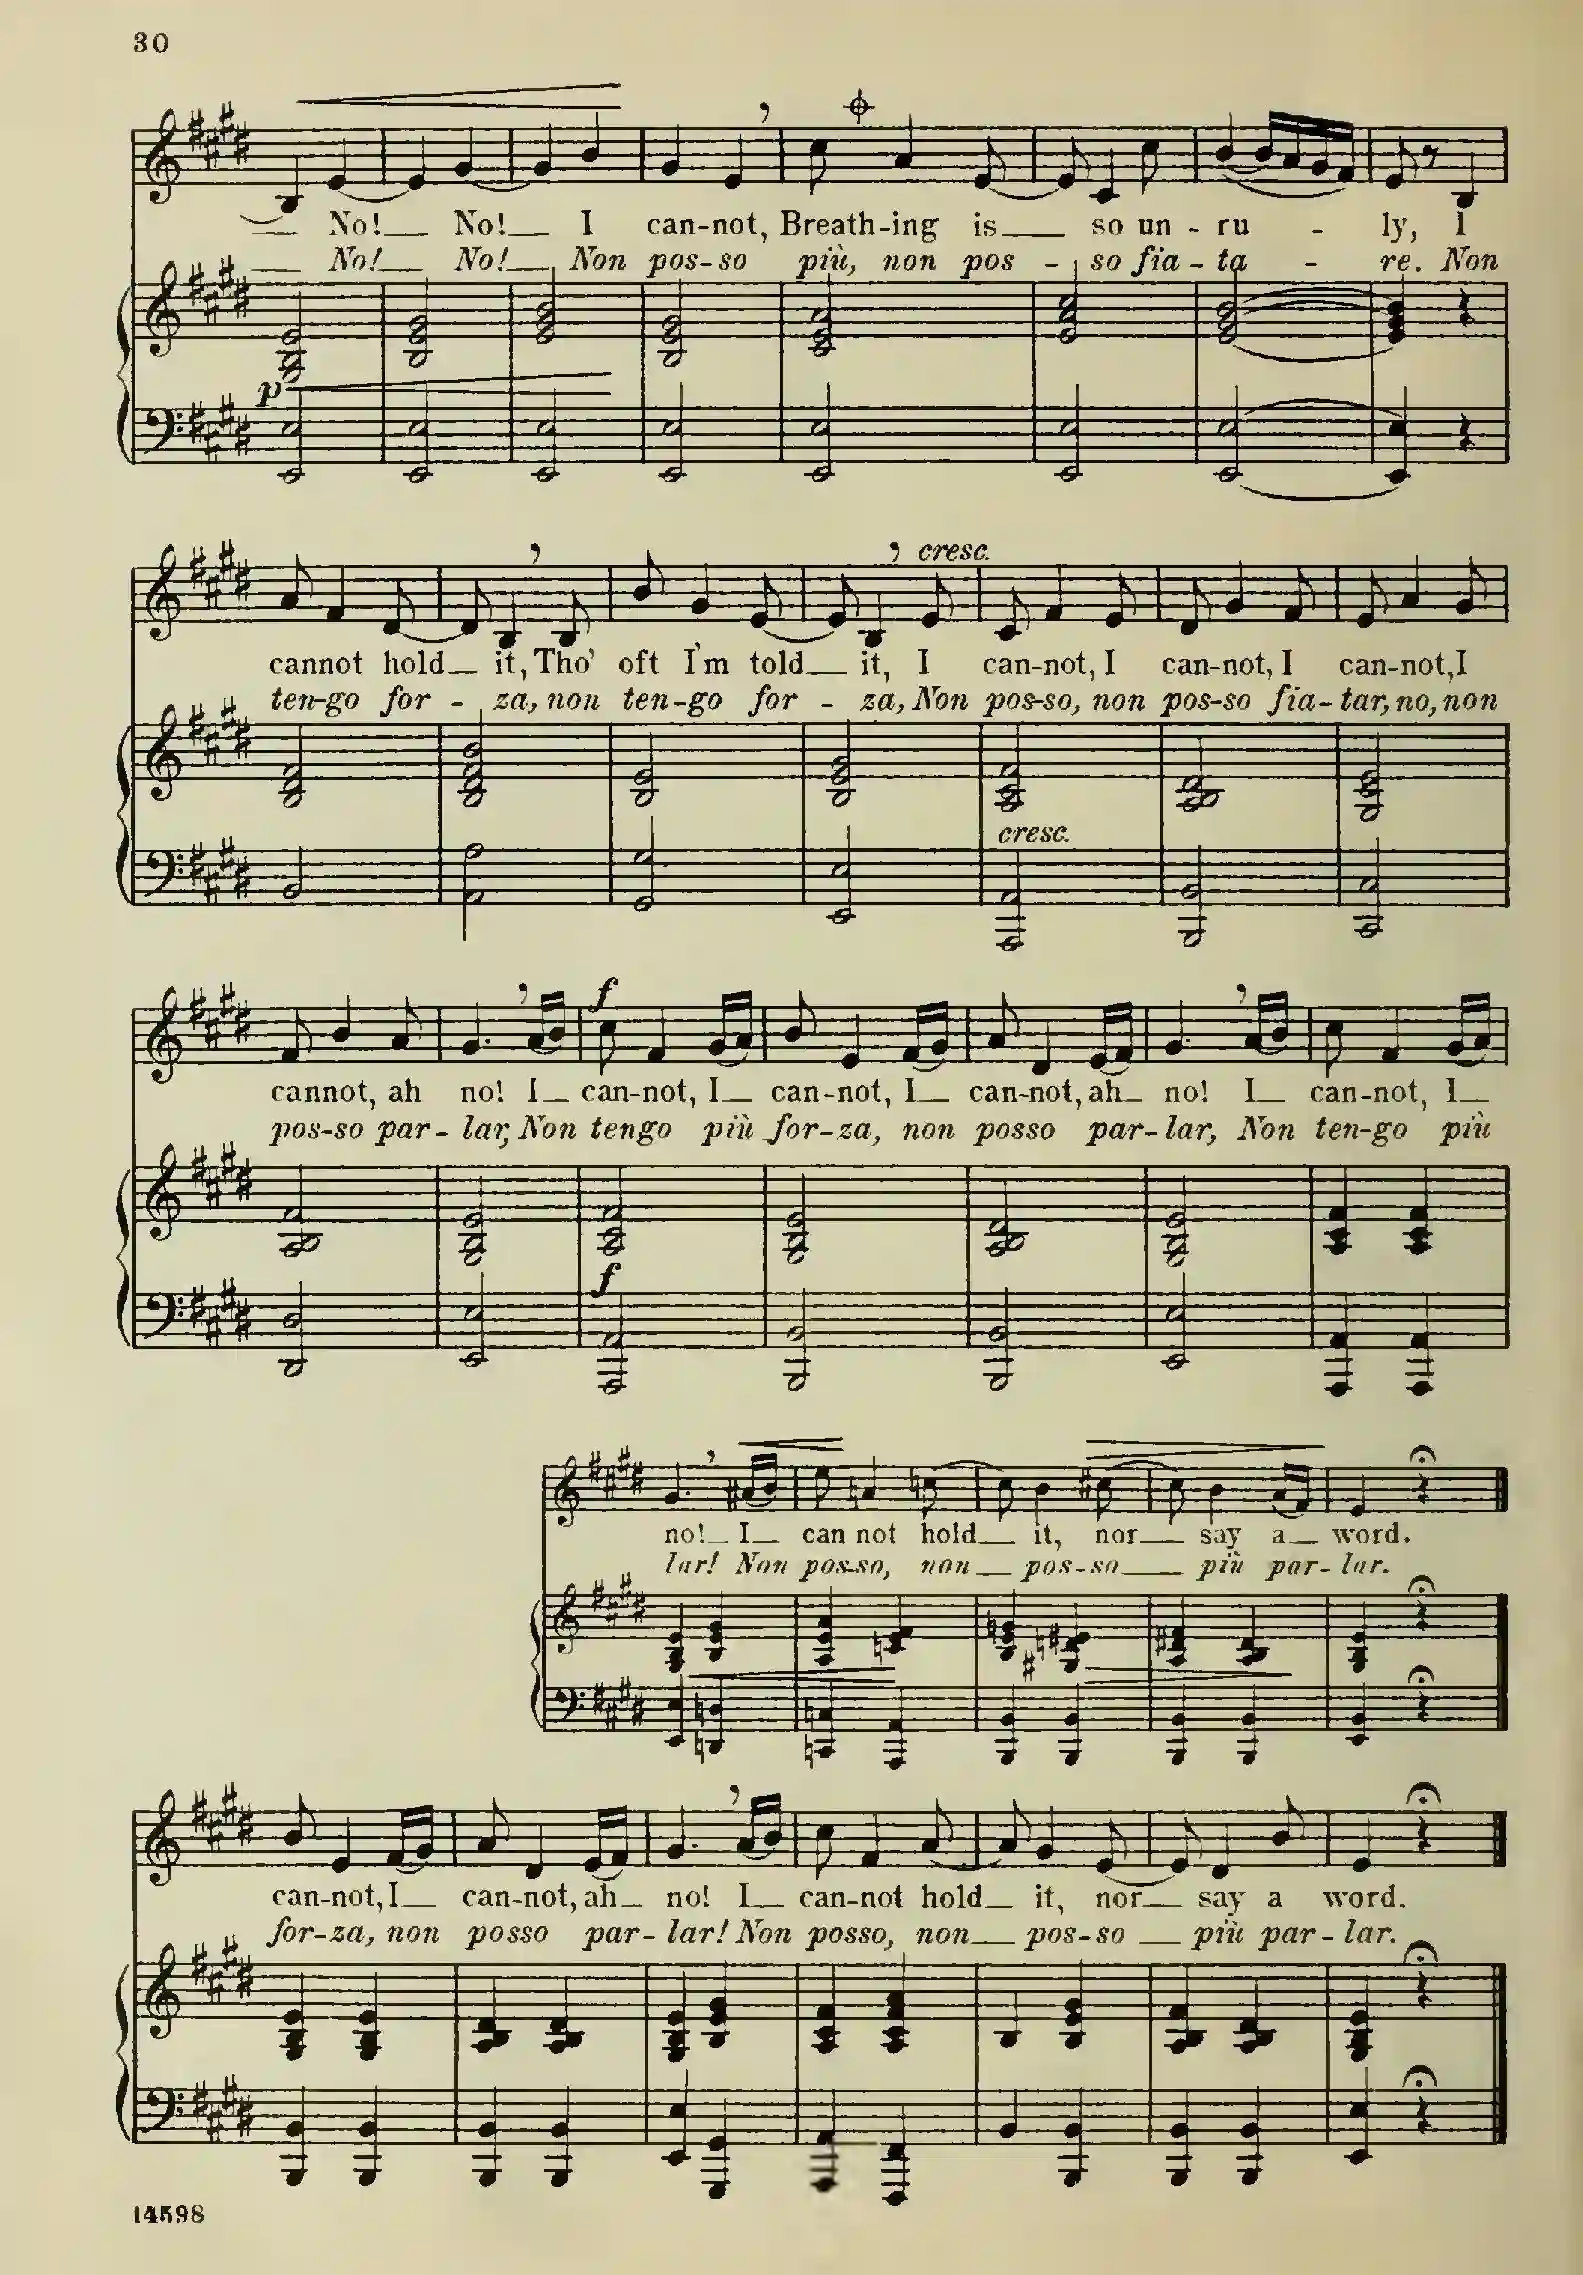 30
No! No! I can-not, Breath-ing is so un - ru - ly, I
No! No! Non pos-so più, non pos - so fia - ta - re. Non
p
cresc.
cannot hold it, Tho' oft I'm told it, I can-not, I can-not, I can-not, I
ten-go for - za, non ten-go for - za, Non pos-so, non pos-so fia-tar, no, non
cresc.
f
cannot, ah no! I can-not, I can-not, I can-not, ah no! I can-not, I
pos-so par-lar, Non tengo più for-za, non posso par-lar, Non ten-go più
f
no! I can not hold it, nor say a word.
lar! Non pos-so, non pos-so più par-lar.
can-not, I can-not, ah no! I can-not hold it, nor say a word.
for-za, non posso par-lar! Non posso, non pos-so più par-lar.
14598